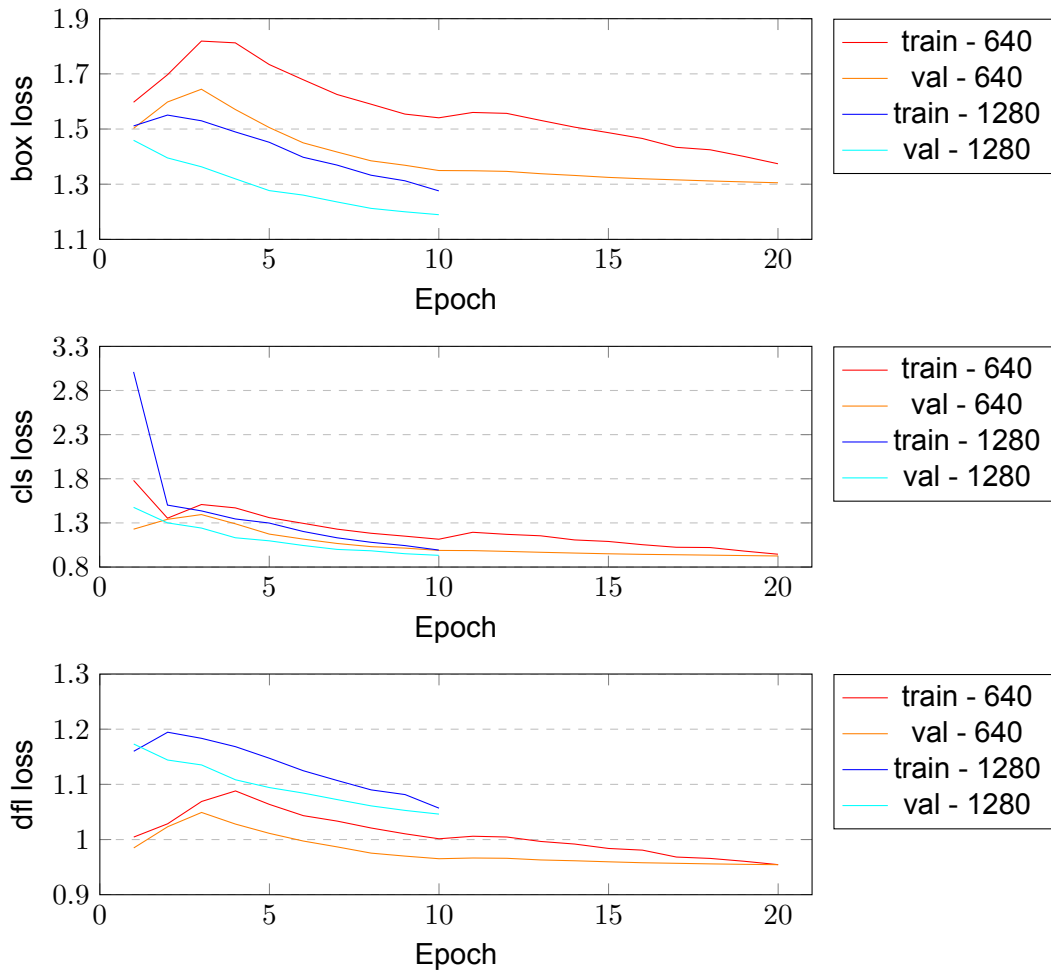 1.9
1.7
1.5
1.3
1.1
box loss
0 5 10 15 20
Epoch
train - 640
val - 640
train - 1280
val - 1280
3.3
2.8
2.3
1.8
1.3
0.8
cls loss
0 5 10 15 20
Epoch
train - 640
val - 640
train - 1280
val - 1280
1.3
1.2
1.1
1
0.9
dfl loss
0 5 10 15 20
Epoch
train - 640
val - 640
train - 1280
val - 1280